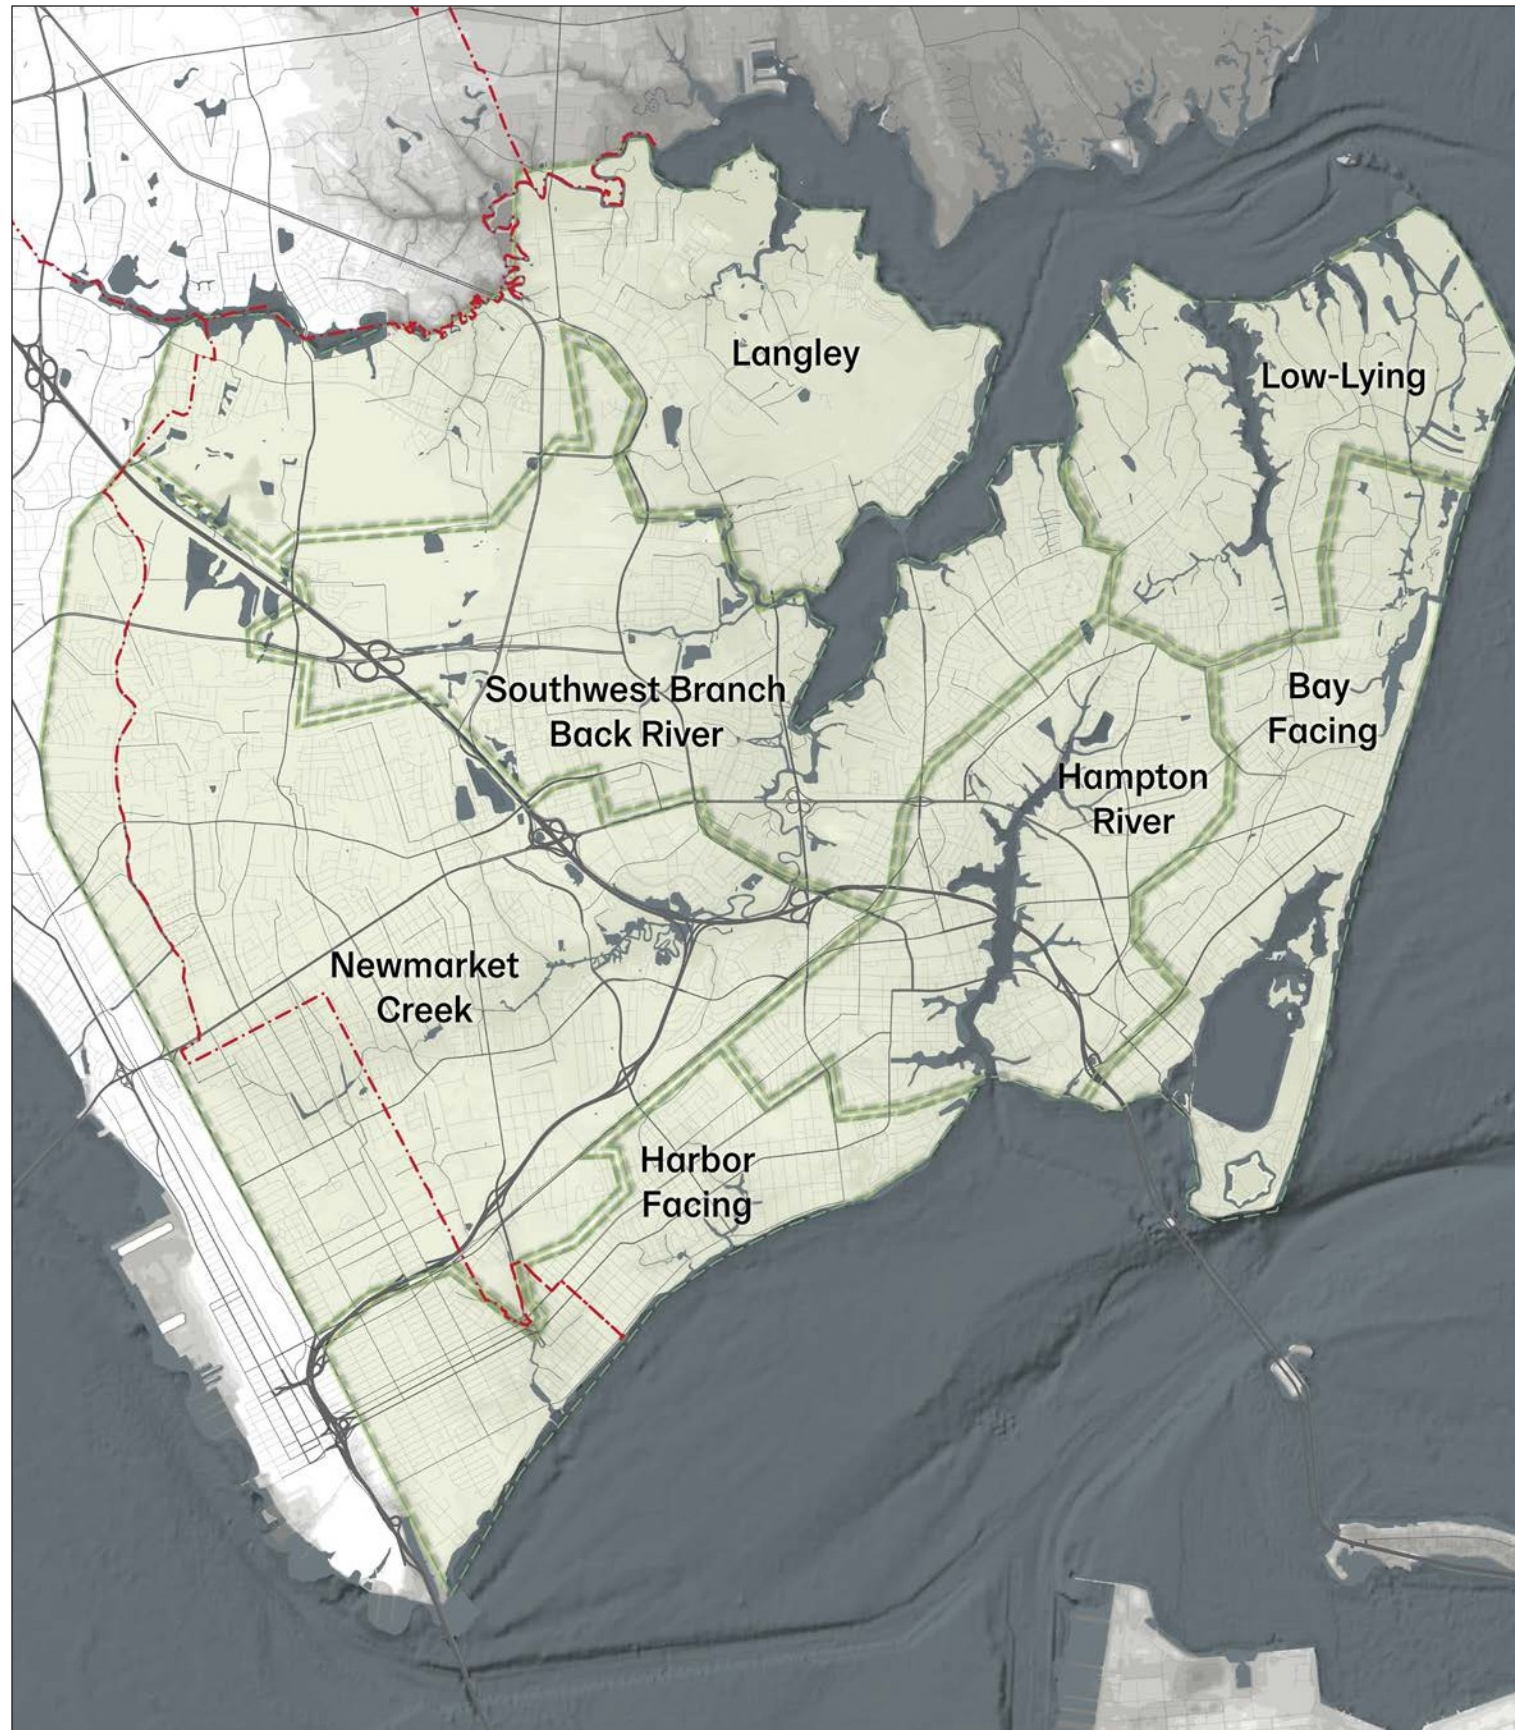 Langley
Low-Lying
Southwest Branch
Back River
Bay
Facing
Hampton
River
Newmarket
Creek
Harbor
Facing